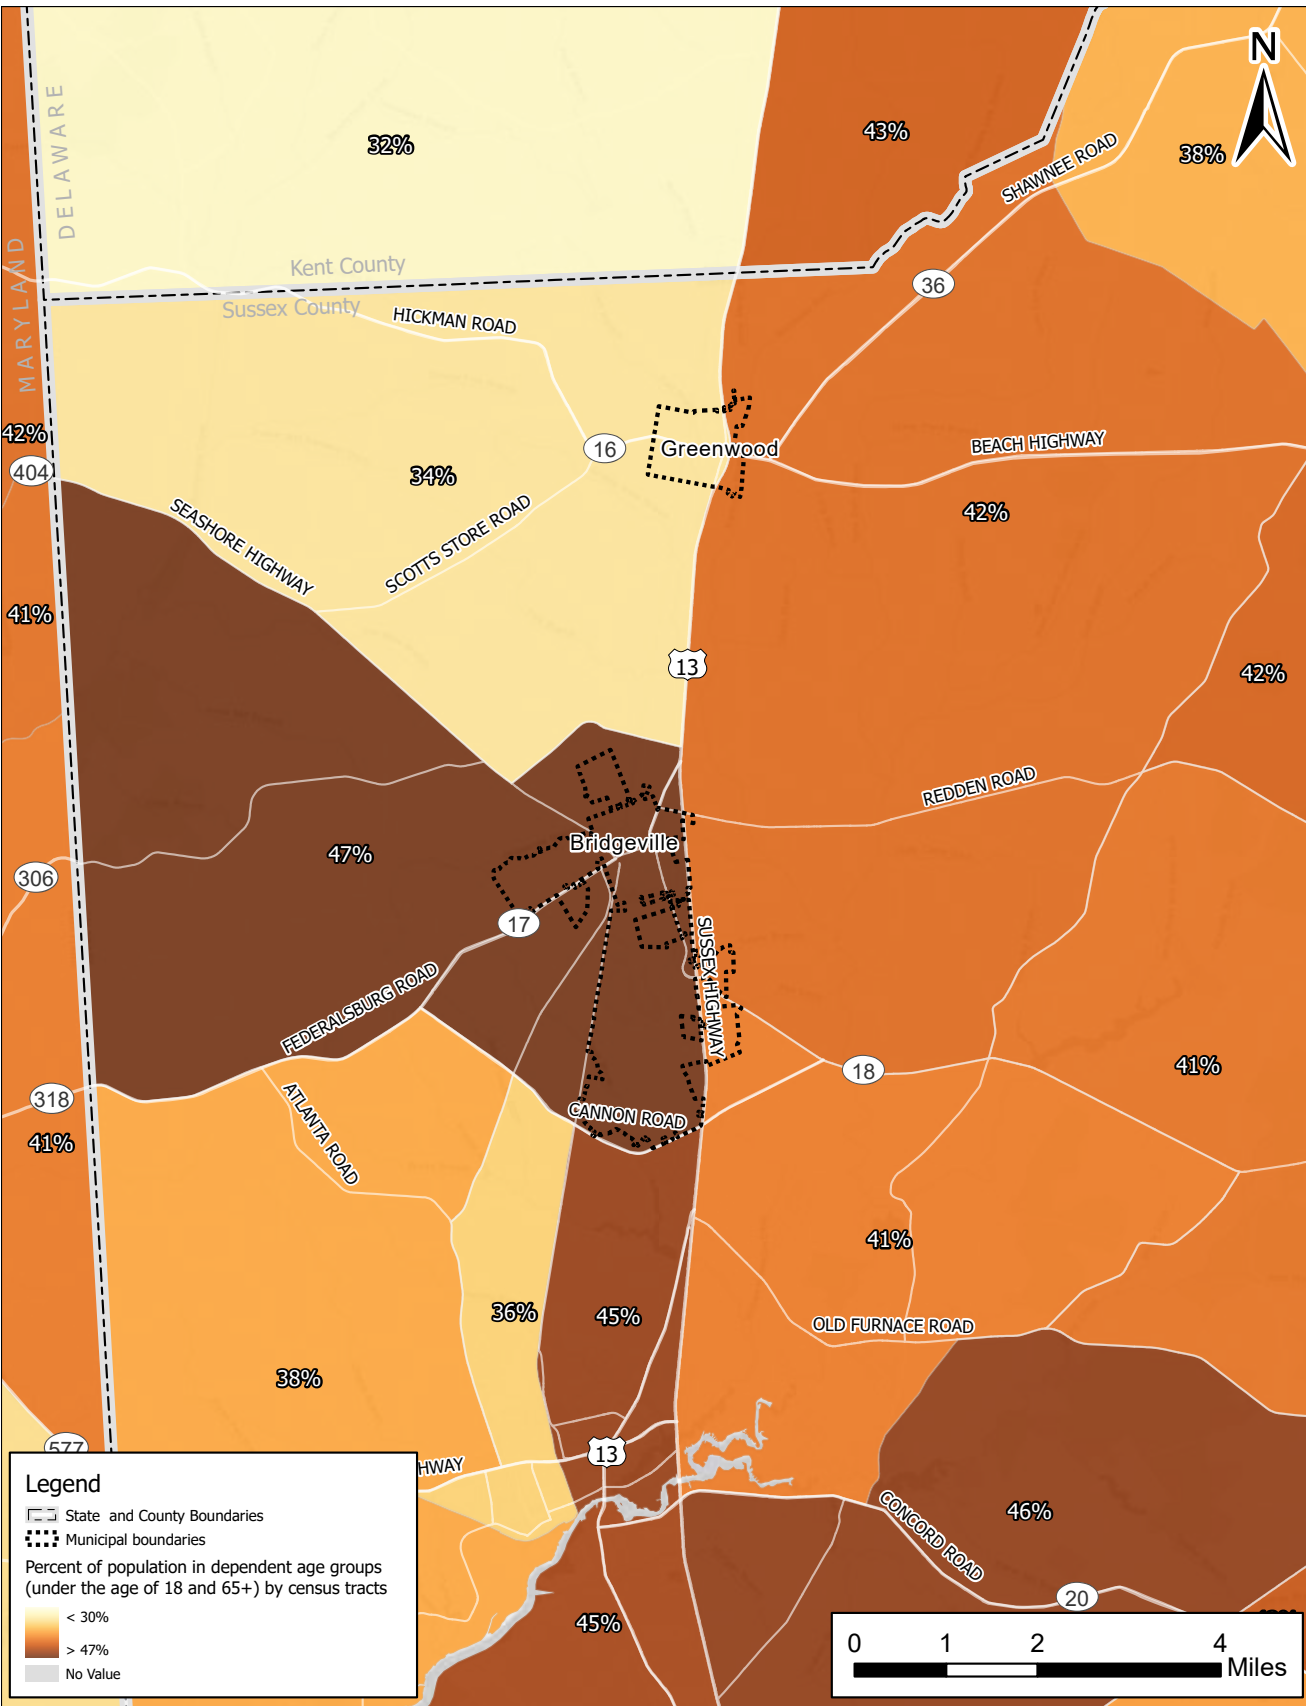 N
32%
43%
38%
SHAWNEE ROAD
DELAWARE
MARYLAND
Kent County
Sussex County
36
HICKMAN ROAD
42%
404
16
Greenwood
BEACH HIGHWAY
34%
42%
SEASHORE HIGHWAY
SCOTTS STORE ROAD
41%
13
42%
REDDEN ROAD
Bridgeville
47%
306
17
SUSSEX HIGHWAY
FEDERALSBURG ROAD
18
41%
318
41%
ATLANTA ROAD
CANNON ROAD
41%
36%
45%
OLD FURNACE ROAD
38%
577
13
HWAY
CONCORD ROAD
46%
20
45%
Legend
State and County Boundaries
Municipal boundaries
Percent of population in dependent age groups
(under the age of 18 and 65+) by census tracts
< 30%
> 47%
No Value
0 1 2 4
Miles